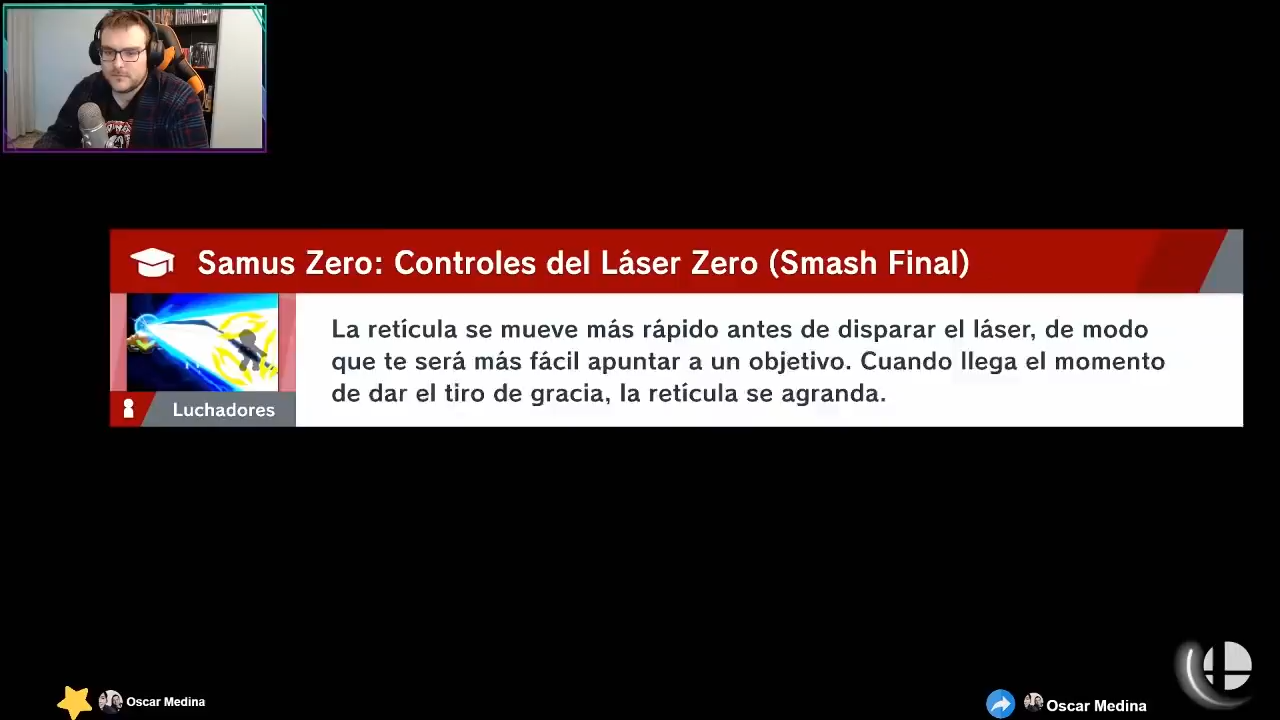 Samus Zero: Controles del Láser Zero (Smash Final)
La retícula se mueve más rápido antes de disparar el láser, de modo
que te será más fácil apuntar a un objetivo. Cuando llega el momento
de dar el tiro de gracia, la retícula se agranda.
Luchadores
Oscar Medina
Oscar Medina